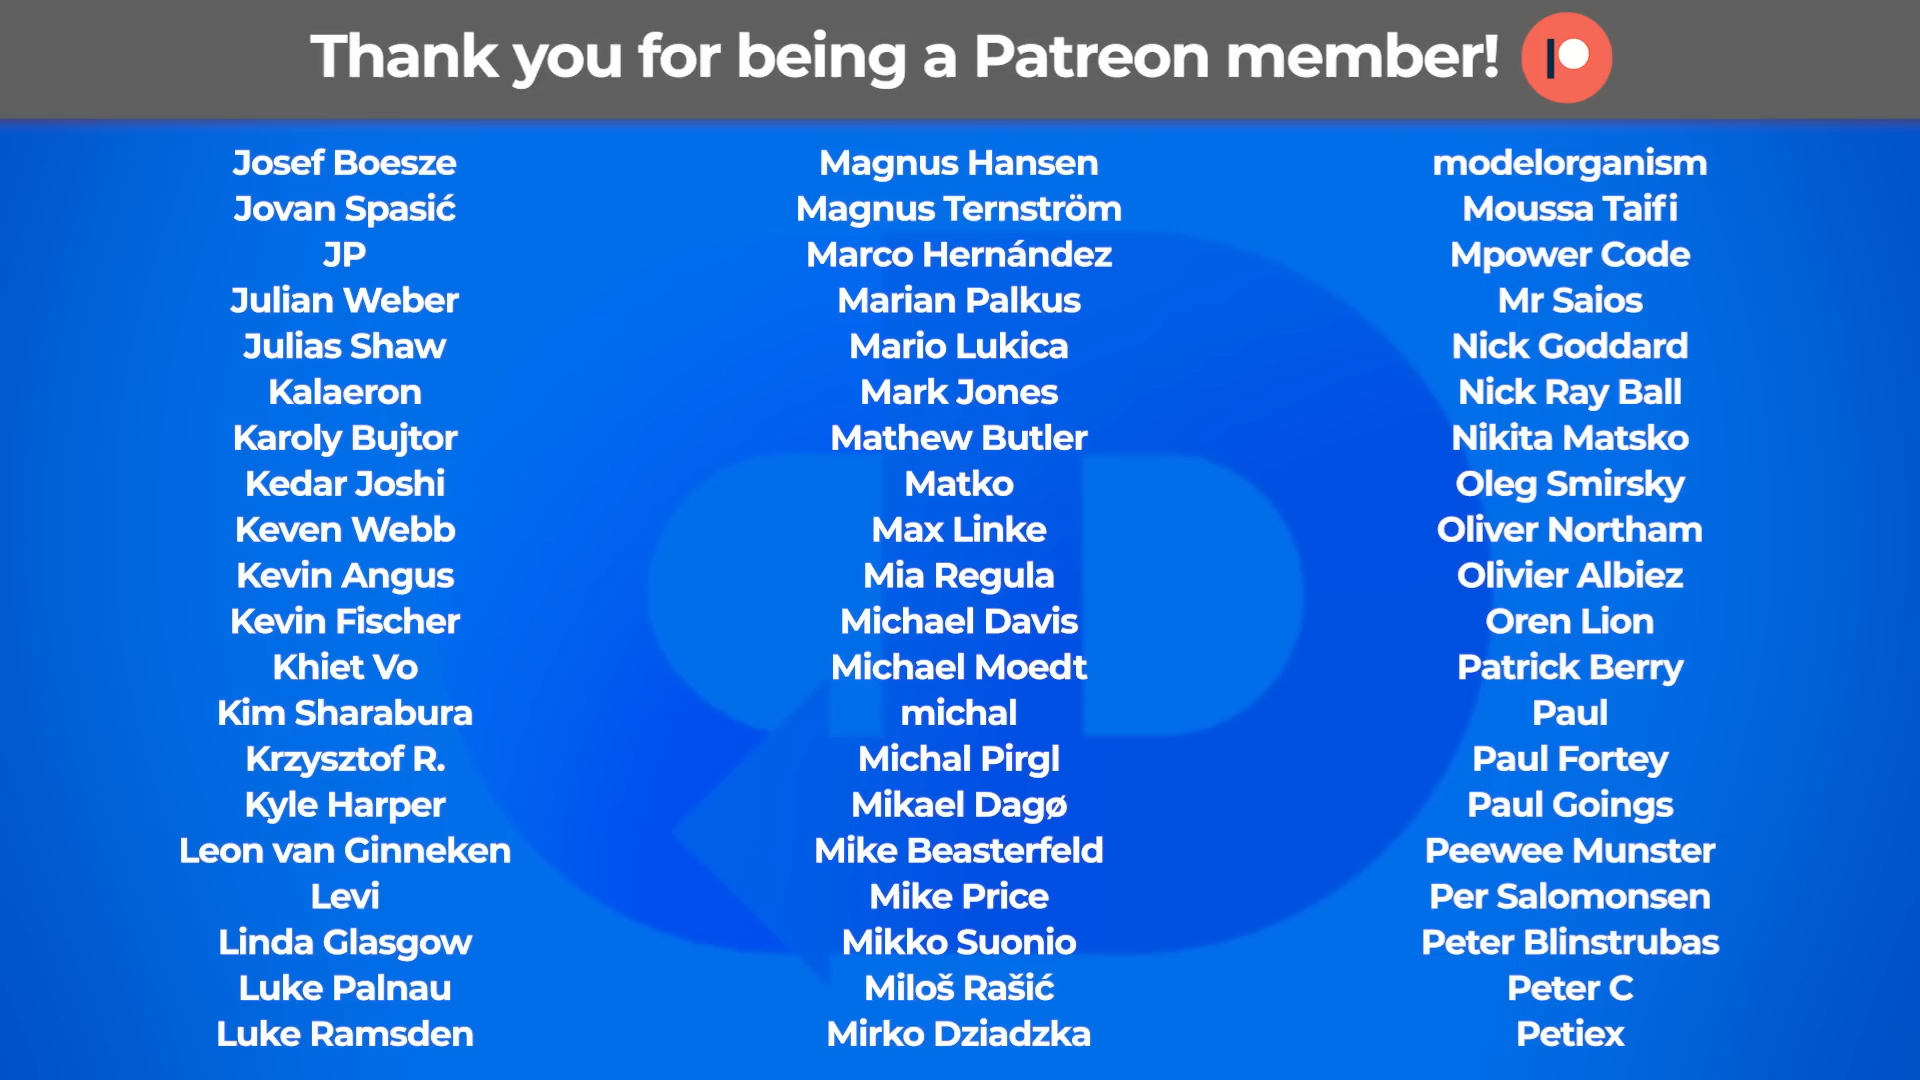 Thank you for being a Patreon member!
Josef Boesze
Jovan Spasić
JP
Julian Weber
Julias Shaw
Kalaeron
Karoly Bujtor
Kedar Joshi
Keven Webb
Kevin Angus
Kevin Fischer
Khiet Vo
Kim Sharabura
Krzysztof R.
Kyle Harper
Leon van Ginneken
Levi
Linda Glasgow
Luke Palnau
Luke Ramsden
Magnus Hansen
Magnus Ternström
Marco Hernández
Marian Palkus
Mario Lukica
Mark Jones
Mathew Butler
Matko
Max Linke
Mia Regula
Michael Davis
Michael Moedt
michal
Michal Pirgl
Mikael Dagø
Mike Beasterfeld
Mike Price
Mikko Suonio
Miloš Rašić
Mirko Dziadzka
modelorganism
Moussa Taifi
Mpower Code
Mr Saios
Nick Goddard
Nick Ray Ball
Nikita Matsko
Oleg Smirsky
Oliver Northam
Olivier Albiez
Oren Lion
Patrick Berry
Paul
Paul Fortey
Paul Goings
Peewee Munster
Per Salomonsen
Peter Blinstrubas
Peter C
Petiex